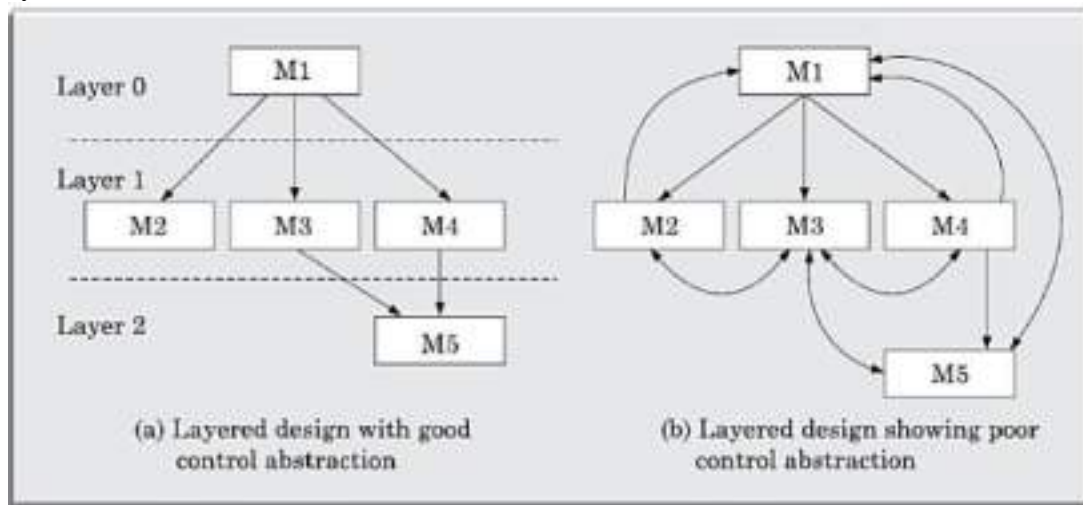 Layer 0
M1
Layer 1
M2 M3 M4
Layer 2
M5
(a) Layered design with good
control abstraction
M1
M2 M3 M4
M5
(b) Layered design showing poor
control abstraction